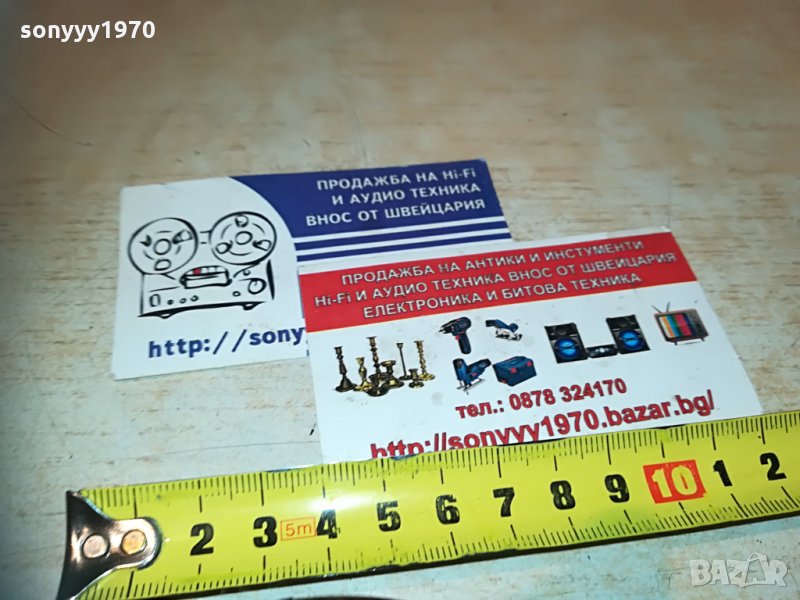 sonyyy1970
ПРОДАЖБА НА Hi-Fi
И АУДИО ТЕХНИКА
ВНОС ОТ ШВЕЙЦАРИЯ
http://sony
ПРОДАЖБА НА АНТИКИ И ИНСТУМЕНТИ
Hi-Fi И АУДИО ТЕХНИКА ВНОС ОТ ШВЕЙЦАРИЯ
ЕЛЕКТРОНИКА И БИТОВА ТЕХНИКА
тел.: 0878 324170
http://sonyyy1970.bazar.bg/
2 3 5m 4 5 6 7 8 9 10 1 2
BAZAR